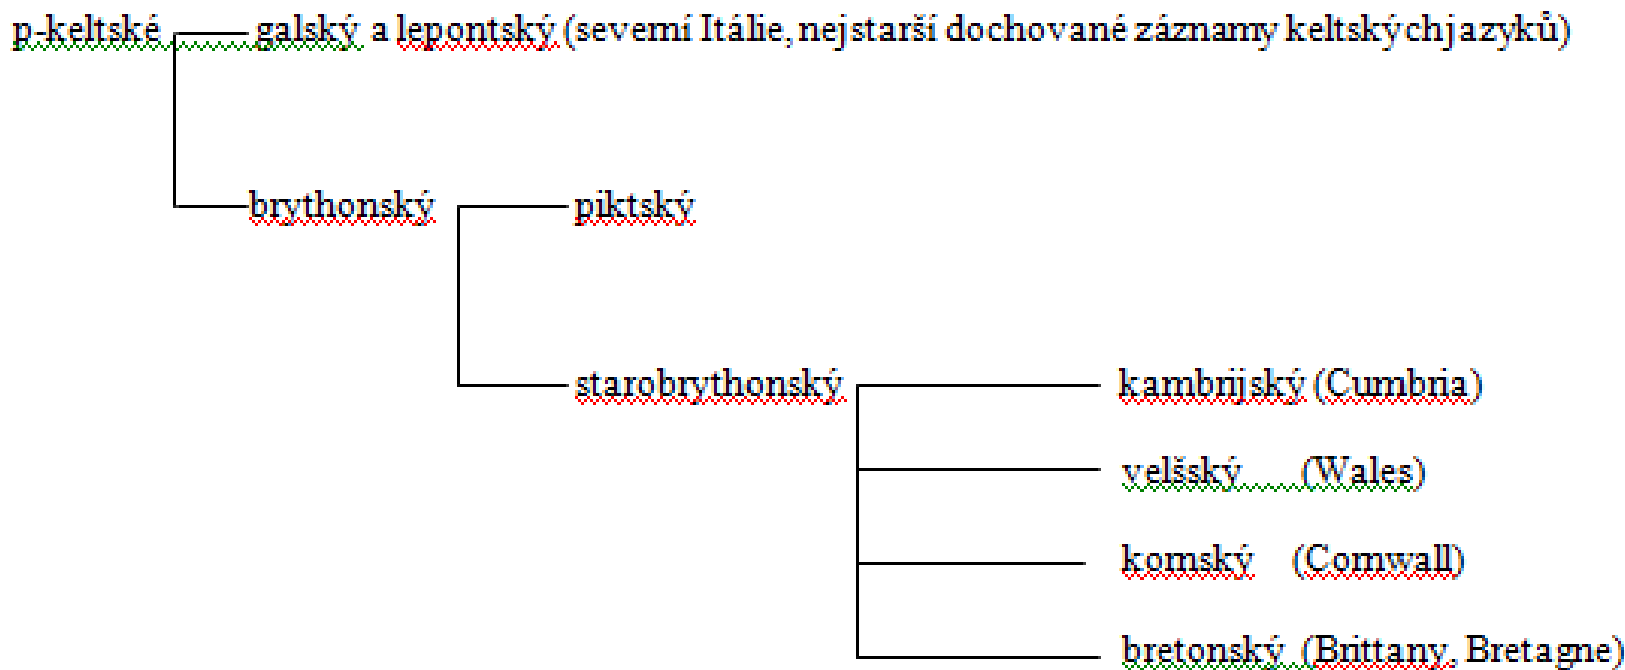 p-keltské galský a lepontský (severní Itálie, nejstarší dochované záznamy keltských jazyků)
brythonský piktský
starobrythonský kambrijský (Cumbria)
velšský (Wales)
kornský (Cornwall)
bretonský (Brittany, Bretagne)